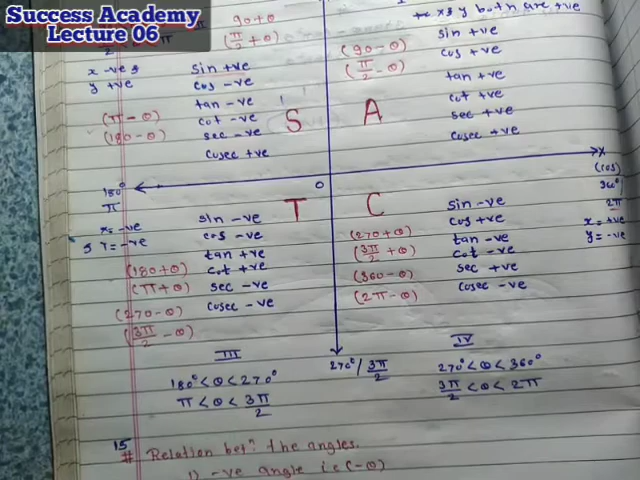 Success Academy
Lecture 06
90+θ
(π/2 + θ)
x -ve &
y +ve
sin +ve
cos -ve
tan -ve
cot -ve
sec -ve
cosec +ve
(π-θ)
(180-θ)
S
x & y both are +ve
(90-θ)
(π/2 - θ)
sin +ve
cos +ve
tan +ve
cot +ve
sec +ve
cosec +ve
A
180°
π
0
X
(cos)
360°
2π
x = +ve
y = -ve
x = -ve
& Y = -ve
sin -ve
cos -ve
tan +ve
cot +ve
sec -ve
cosec -ve
(180+θ)
(π+θ)
(270-θ)
(3π/2 - θ)
T
C
(270+θ)
(3π/2 + θ)
(360-θ)
(2π-θ)
sin -ve
cos +ve
tan -ve
cot -ve
sec +ve
cosec -ve
III
180° < θ < 270°
π < θ < 3π/2
270° / 3π/2
IV
270° < θ < 360°
3π/2 < θ < 2π
15
# Relation betⁿ the angles.
1) -ve angle i.e (-θ)